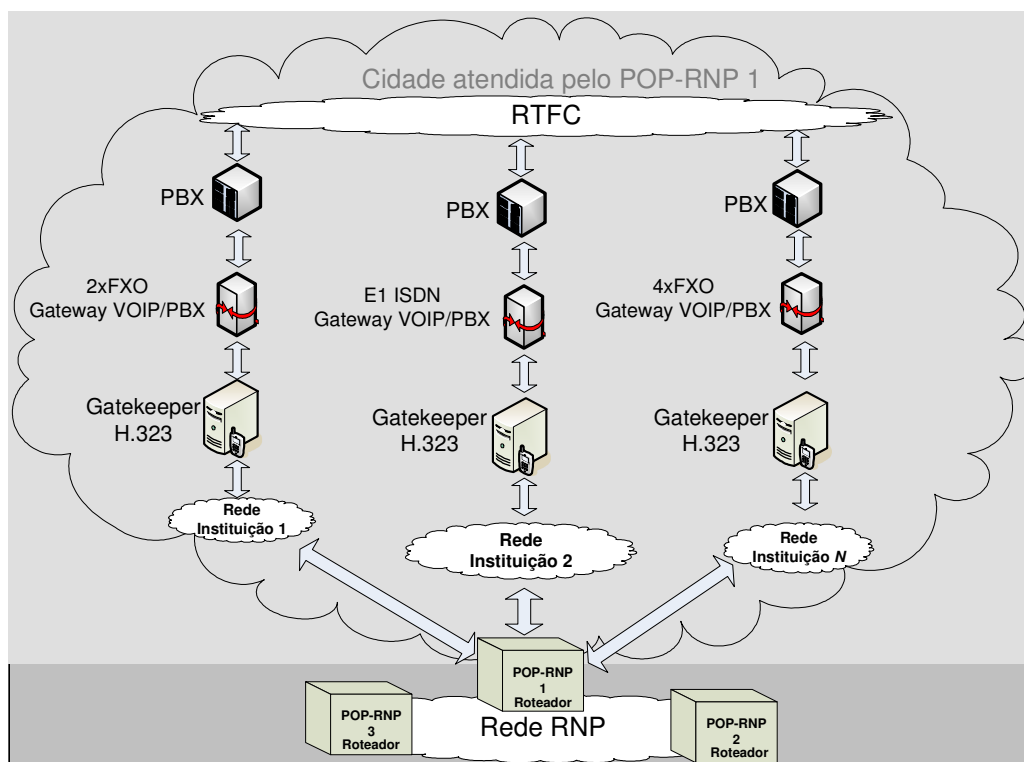 Cidade atendida pelo POP-RNP 1
RTFC
PBX
PBX
PBX
2xFXO
Gateway VOIP/PBX
E1 ISDN
Gateway VOIP/PBX
4xFXO
Gateway VOIP/PBX
Gatekeeper
H.323
Gatekeeper
H.323
Gatekeeper
H.323
Rede
Instituição 1
Rede
Instituição 2
Rede
Instituição N
POP-RNP
1
Roteador
POP-RNP
3
Roteador
Rede RNP
POP-RNP
2
Roteador